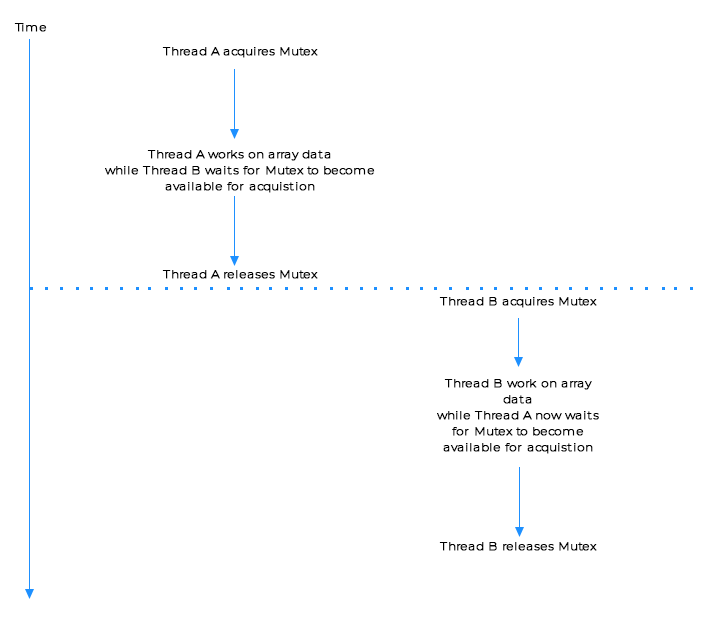 Time
Thread A acquires Mutex
Thread A works on array data
while Thread B waits for Mutex to become
available for acquistion
Thread A releases Mutex
Thread B acquires Mutex
Thread B work on array
data
while Thread A now waits
for Mutex to become
available for acquistion
Thread B releases Mutex